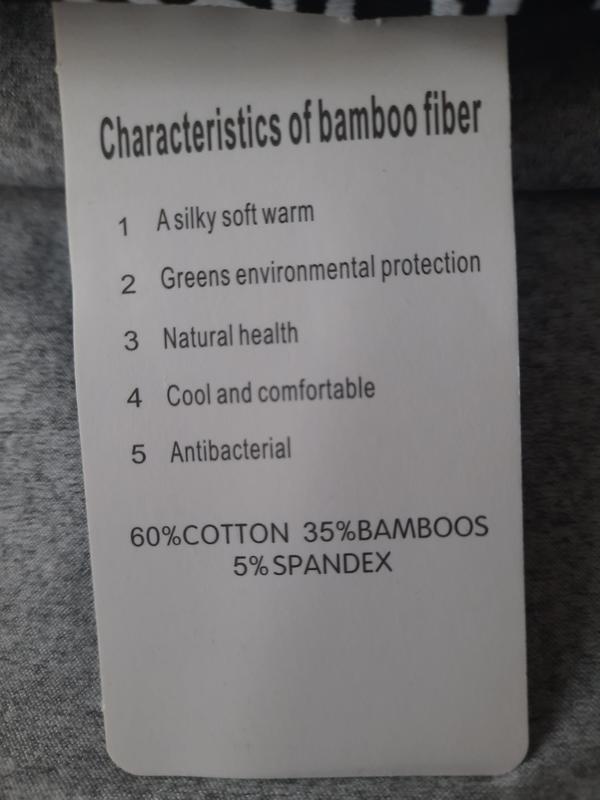 Characteristics of bamboo fiber
1 A silky soft warm
2 Greens environmental protection
3 Natural health
4 Cool and comfortable
5 Antibacterial
60%COTTON 35%BAMBOOS
5%SPANDEX